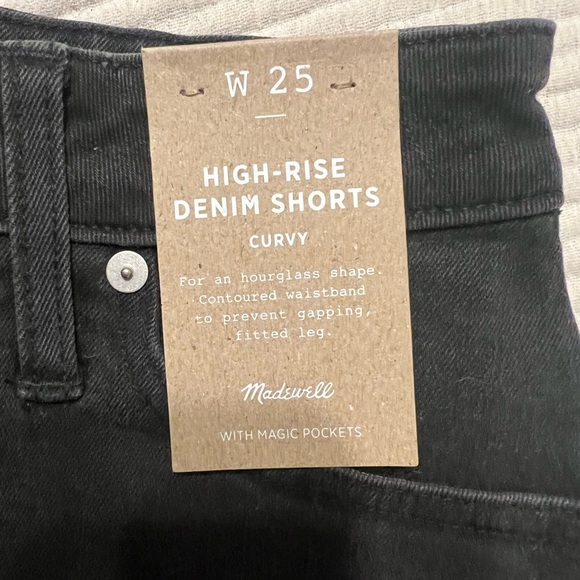 W 25
HIGH-RISE
DENIM SHORTS
CURVY
For an hourglass shape.
Contoured waistband
to prevent gapping,
fitted leg.
Madewell
WITH MAGIC POCKETS